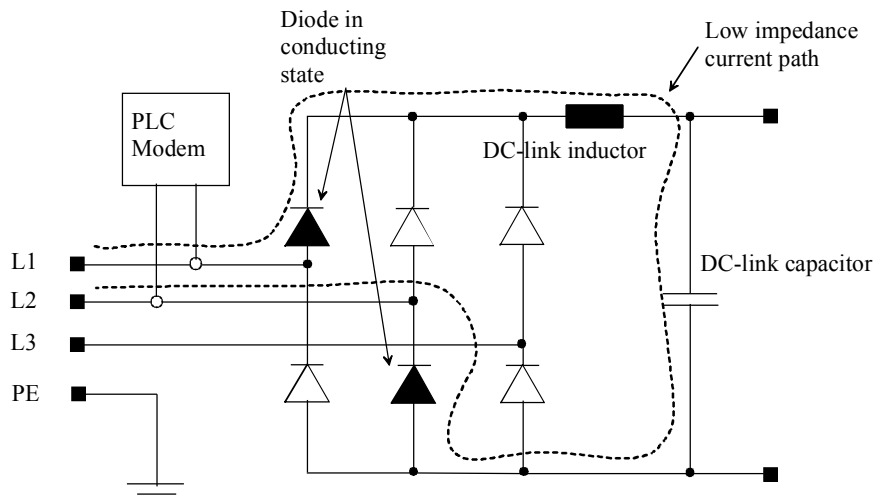 Diode in
conducting
state
Low impedance
current path
PLC
Modem
DC-link inductor
L1
DC-link capacitor
L2
L3
PE